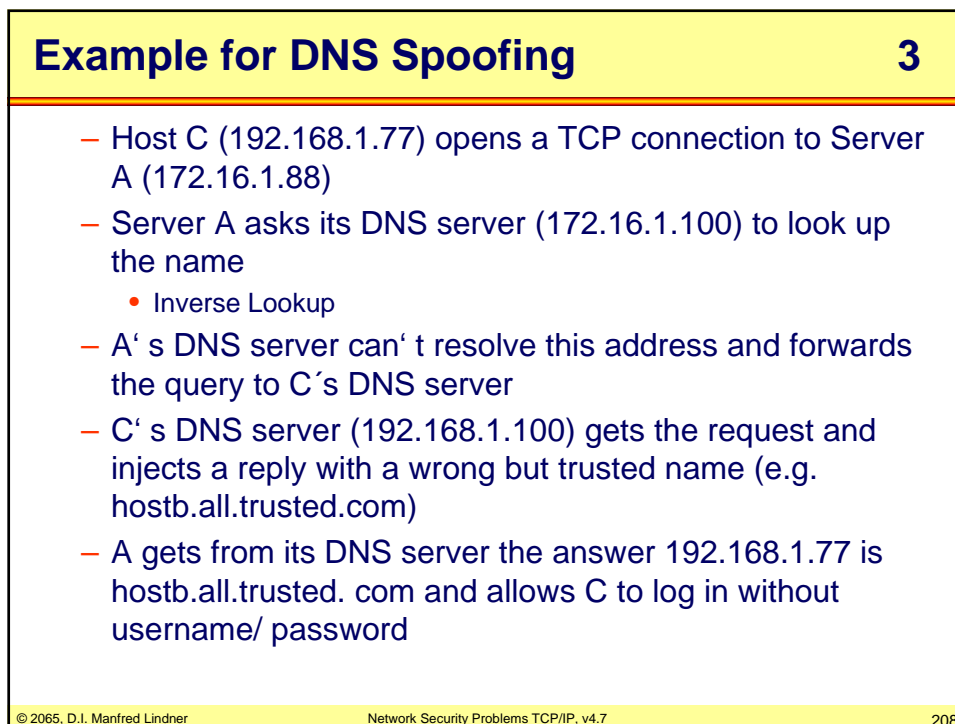 Example for DNS Spoofing 3
– Host C (192.168.1.77) opens a TCP connection to Server
A (172.16.1.88)
– Server A asks its DNS server (172.16.1.100) to look up
the name
• Inverse Lookup
– A‘ s DNS server can‘ t resolve this address and forwards
the query to C´s DNS server
– C‘ s DNS server (192.168.1.100) gets the request and
injects a reply with a wrong but trusted name (e.g.
hostb.all.trusted.com)
– A gets from its DNS server the answer 192.168.1.77 is
hostb.all.trusted. com and allows C to log in without
username/ password
© 2065, D.I. Manfred Lindner Network Security Problems TCP/IP, v4.7 208